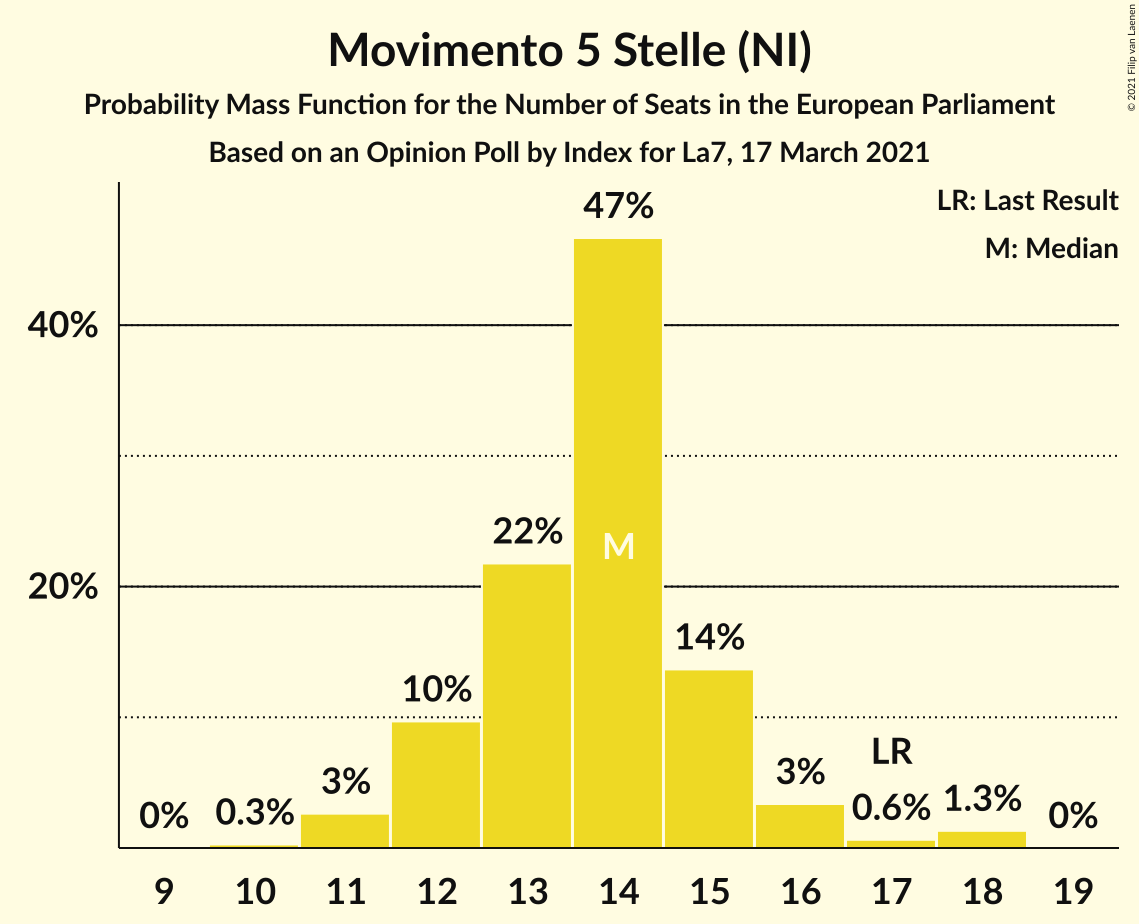 Movimento 5 Stelle (NI)
Probability Mass Function for the Number of Seats in the European Parliament
Based on an Opinion Poll by Index for La7, 17 March 2021
© 2021 Filip van Laenen
LR: Last Result
M: Median
40%
20%
0%
0.3%
3%
10%
22%
47%
M
14%
3%
LR
0.6%
1.3%
0%
9 10 11 12 13 14 15 16 17 18 19